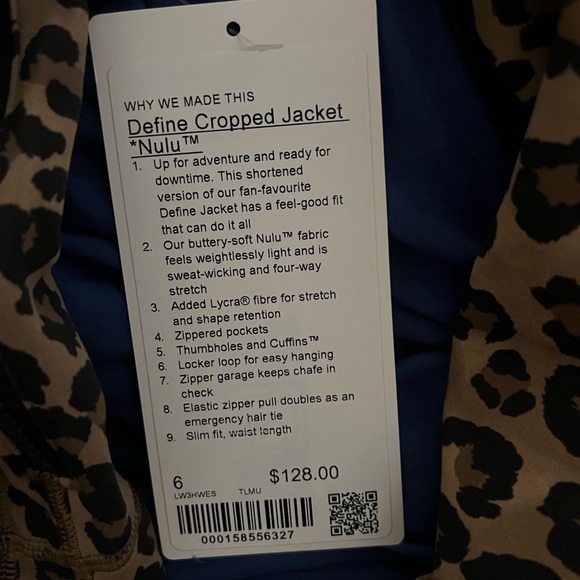 WHY WE MADE THIS
Define Cropped Jacket
*Nulu™
1. Up for adventure and ready for
downtime. This shortened
version of our fan-favourite
Define Jacket has a feel-good fit
that can do it all
2. Our buttery-soft Nulu™ fabric
feels weightlessly light and is
sweat-wicking and four-way
stretch
3. Added Lycra® fibre for stretch
and shape retention
4. Zippered pockets
5. Thumbholes and Cuffins™
6. Locker loop for easy hanging
7. Zipper garage keeps chafe in
check
8. Elastic zipper pull doubles as an
emergency hair tie
9. Slim fit, waist length
6 $128.00
LW3HWES TLMU
000158556327